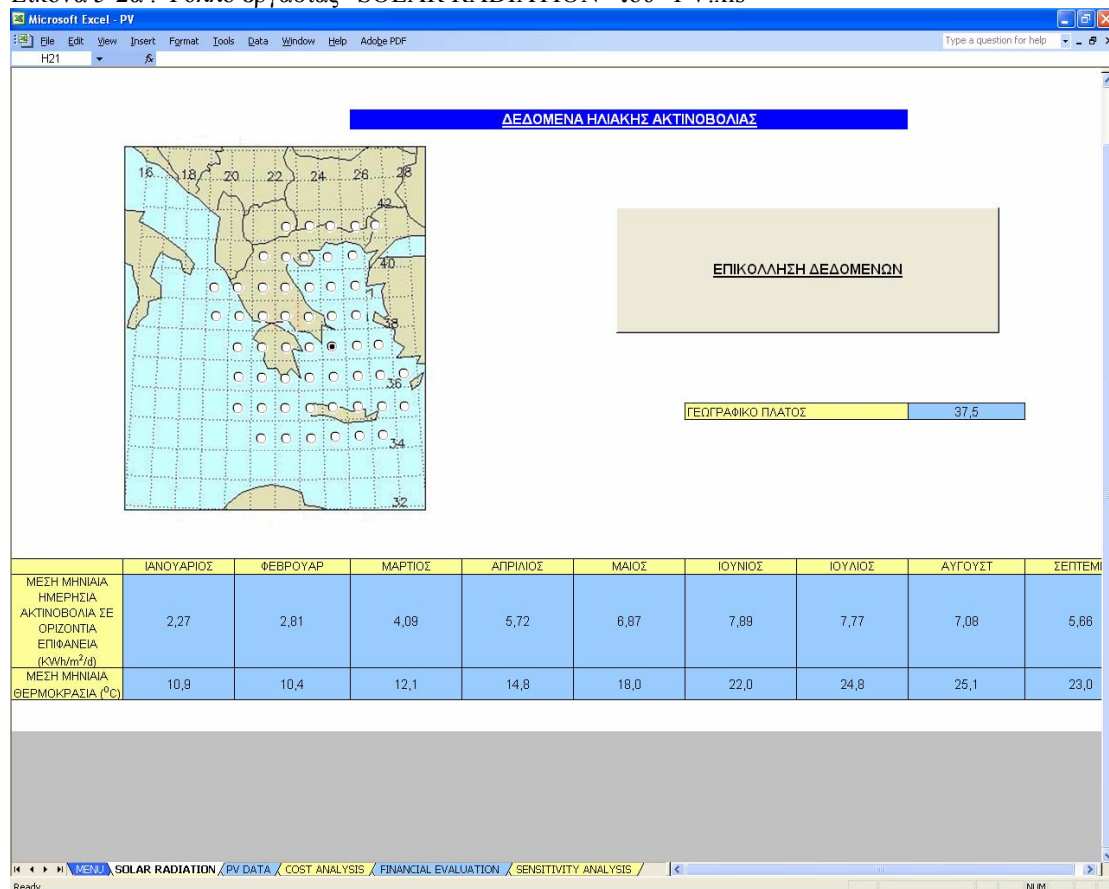 Εικόνα 5-2α : Φύλλο εργασίας "SOLAR RADIATION" του "PV.xls"
Microsoft Excel - PV
File Edit View Insert Format Tools Data Window Help Adobe PDF
Type a question for help
H21 fx
ΔΕΔΟΜΕΝΑ ΗΛΙΑΚΗΣ ΑΚΤΙΝΟΒΟΛΙΑΣ
16 18 20 22 24 26 28
42
40
38
36
34
32
ΕΠΙΚΟΛΛΗΣΗ ΔΕΔΟΜΕΝΩΝ
ΓΕΩΓΡΑΦΙΚΟ ΠΛΑΤΟΣ 37,5
ΙΑΝΟΥΑΡΙΟΣ ΦΕΒΡΟΥΑΡ ΜΑΡΤΙΟΣ ΑΠΡΙΛΙΟΣ ΜΑΙΟΣ ΙΟΥΝΙΟΣ ΙΟΥΛΙΟΣ ΑΥΓΟΥΣΤ ΣΕΠΤΕΜΙ
ΜΕΣΗ ΜΗΝΙΑΙΑ
ΗΜΕΡΗΣΙΑ
ΑΚΤΙΝΟΒΟΛΙΑ ΣΕ
ΟΡΙΖΟΝΤΙΑ
ΕΠΙΦΑΝΕΙΑ
(KWh/m²/d)
2,27 2,81 4,09 5,72 6,87 7,89 7,77 7,08 5,66
ΜΕΣΗ ΜΗΝΙΑΙΑ
ΘΕΡΜΟΚΡΑΣΙΑ (⁰C)
10,9 10,4 12,1 14,8 18,0 22,0 24,8 25,1 23,0
MENU SOLAR RADIATION PV DATA COST ANALYSIS FINANCIAL EVALUATION SENSITIVITY ANALYSIS
Ready NUM